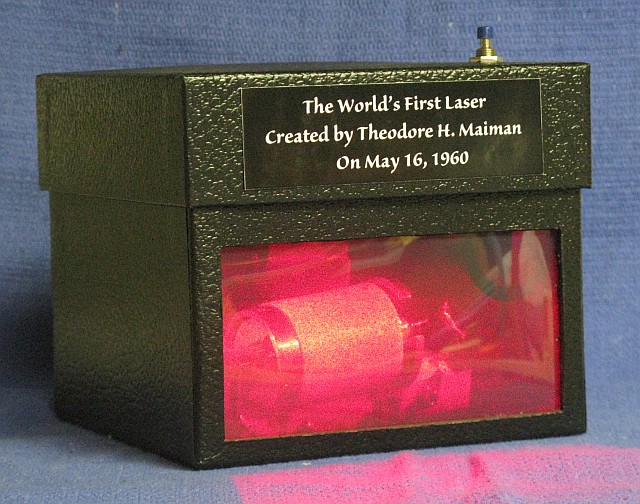 The World's First Laser
Created by Theodore H. Maiman
On May 16, 1960